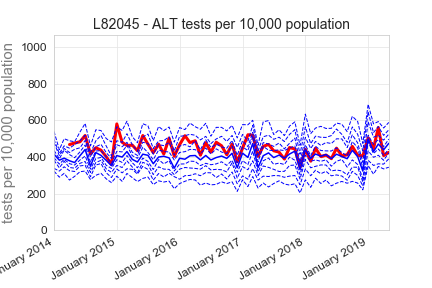 L82045 - ALT tests per 10,000 population
tests per 10,000 population
1000
800
600
400
200
0
nuary 2014
January 2015
January 2016
January 2017
January 2018
January 2019